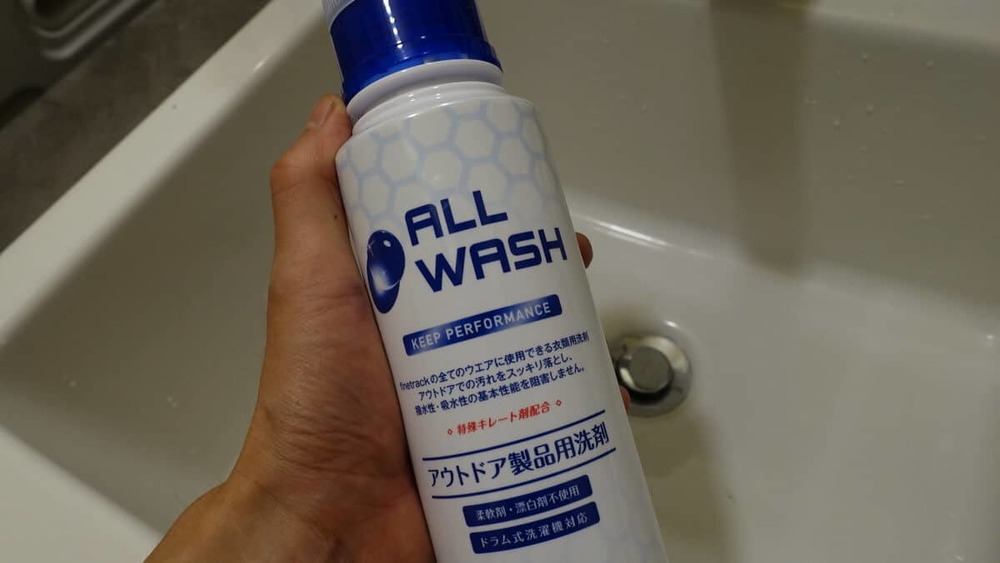 ALL
WASH
KEEP PERFORMANCE
finetrackの全てのウエアに使用できる衣類用洗剤
アウトドアでの汚れをスッキリ落とし、
撥水性・吸水性の基本性能を阻害しません。
特殊キレート剤配合
アウトドア製品用洗剤
柔軟剤・漂白剤不使用
ドラム式洗濯機対応